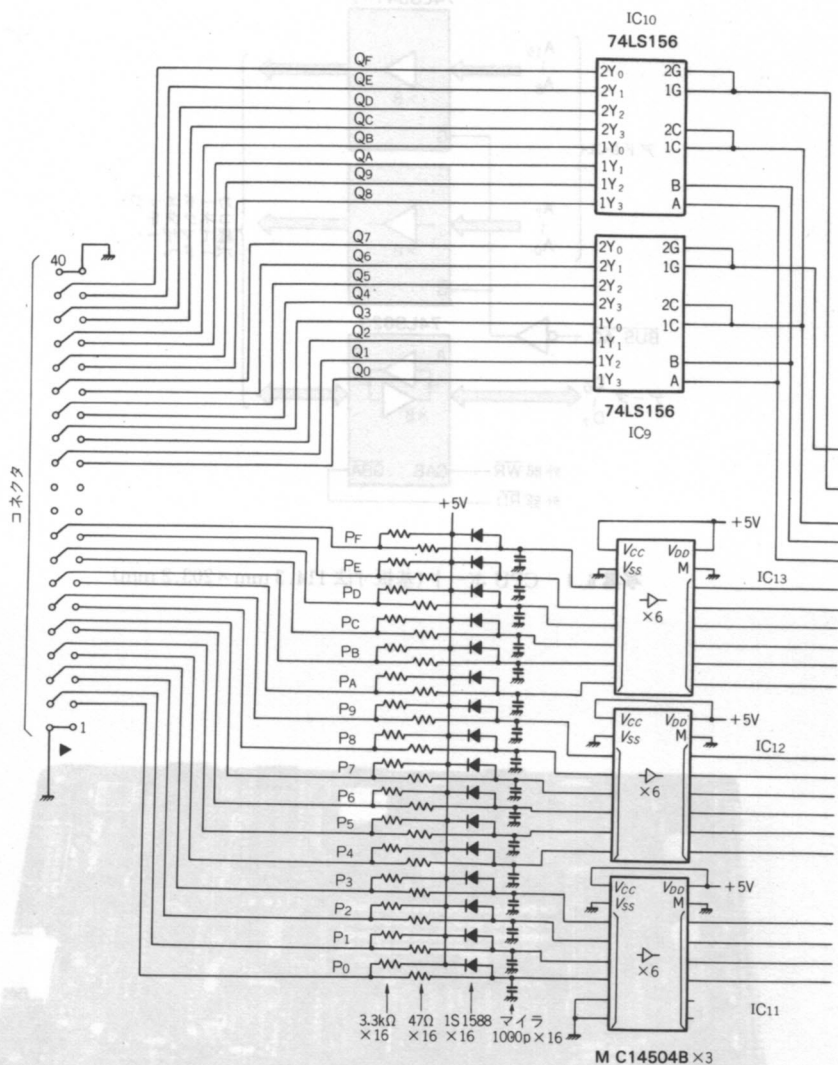 IC10
74LS156
QF
QE
QD
QC
QB
QA
Q9
Q8
2Y0 2G
2Y1 1G
2Y2
2Y3 2C
1Y0 1C
1Y1
1Y2 B
1Y3 A
Q7
Q6
Q5
Q4
Q3
Q2
Q1
Q0
2Y0 2G
2Y1 1G
2Y2
2Y3 2C
1Y0 1C
1Y1
1Y2 B
1Y3 A
74LS156
IC9
40
コネクタ
1
+5V
PF
PE
PD
PC
PB
PA
P9
P8
P7
P6
P5
P4
P3
P2
P1
P0
3.3kΩ 47Ω 1S1588 マイラ
×16 ×16 ×16 1000p×16
+5V
VCC VDD
VSS M
IC13
×6
+5V
VCC VDD
VSS M
IC12
×6
+5V
VCC VDD
VSS M
×6
IC11
MC14504B×3